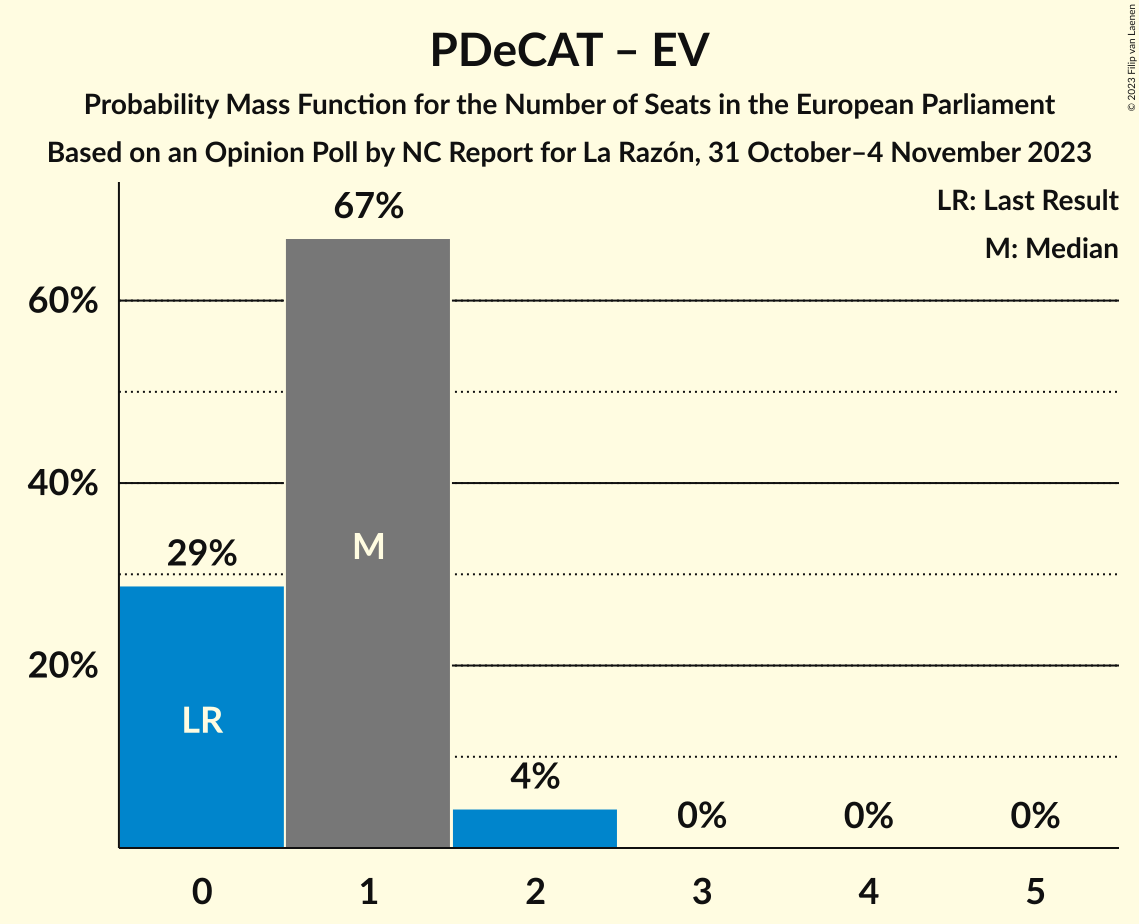 PDeCAT – EV
Probability Mass Function for the Number of Seats in the European Parliament
Based on an Opinion Poll by NC Report for La Razón, 31 October–4 November 2023
© 2023 Filip van Laenen
LR: Last Result
M: Median
67%
60%
40%
29%
M
20%
LR
4%
0%
0%
0%
0
1
2
3
4
5